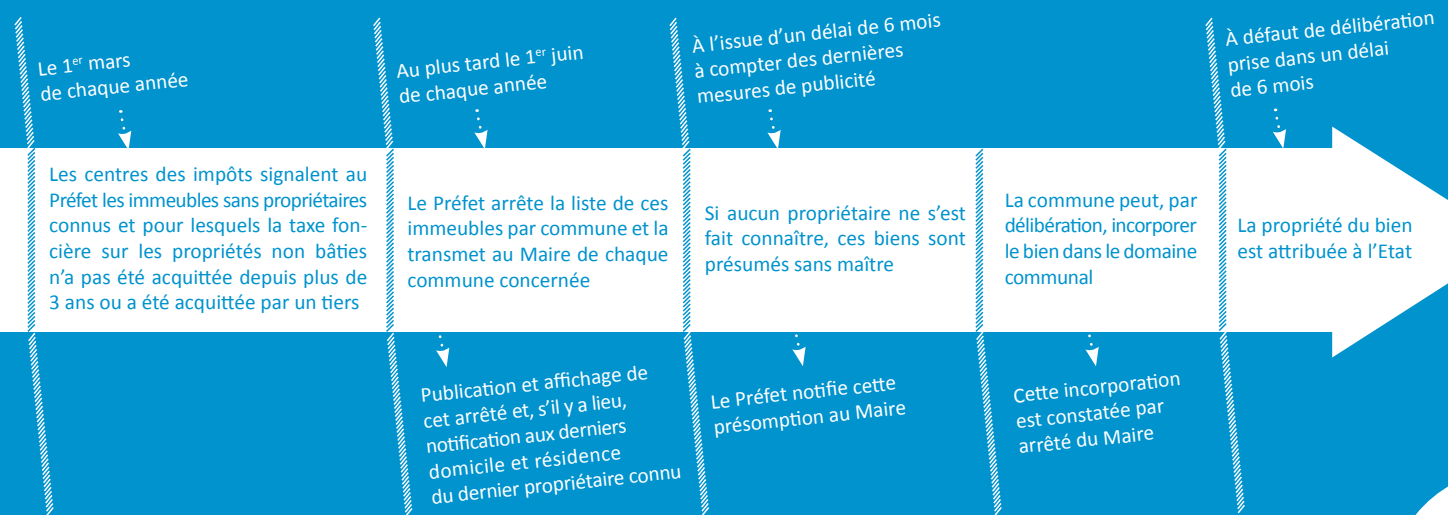 Le 1er mars
de chaque année
Les centres des impôts signalent au
Préfet les immeubles sans propriétaires
connus et pour lesquels la taxe fon-
cière sur les propriétés non bâties
n'a pas été acquittée depuis plus de
3 ans ou a été acquittée par un tiers
Au plus tard le 1er juin
de chaque année
Le Préfet arrête la liste de ces
immeubles par commune et la
transmet au Maire de chaque
commune concernée
Publication et affichage de
cet arrêté et, s'il y a lieu,
notification aux derniers
domicile et résidence
du dernier propriétaire connu
À l'issue d'un délai de 6 mois
à compter des dernières
mesures de publicité
Si aucun propriétaire ne s'est
fait connaître, ces biens sont
présumés sans maître
Le Préfet notifie cette
présomption au Maire
La commune peut, par
délibération, incorporer
le bien dans le domaine
communal
Cette incorporation
est constatée par
arrêté du Maire
À défaut de délibération
prise dans un délai
de 6 mois
La propriété du bien
est attribuée à l'Etat